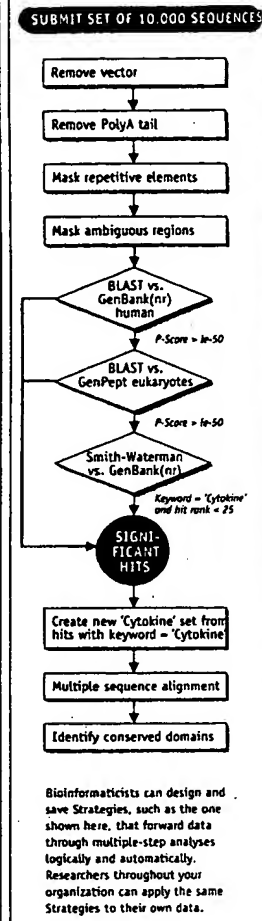 SUBMIT SET OF 10.000 SEQUENCES
Remove vector
Remove PolyA tail
Mask repetitive elements
Mask ambiguous regions
BLAST vs.
GenBank(nr)
human
P-Score > 1e-50
BLAST vs.
GenPept eukaryotes
P-Score > 1e-50
Smith-Waterman
vs. GenBank(nr)
Keyword = 'Cytokine'
and hit rank < 25
SIGNI-
FICANT
HITS
Create new 'Cytokine' set from
hits with keyword = 'Cytokine'
Multiple sequence alignment
Identify conserved domains
Bioinformaticists can design and
save Strategies, such as the one
shown here, that forward data
through multiple-step analyses
logically and automatically.
Researchers throughout your
organization can apply the same
Strategies to their own data.